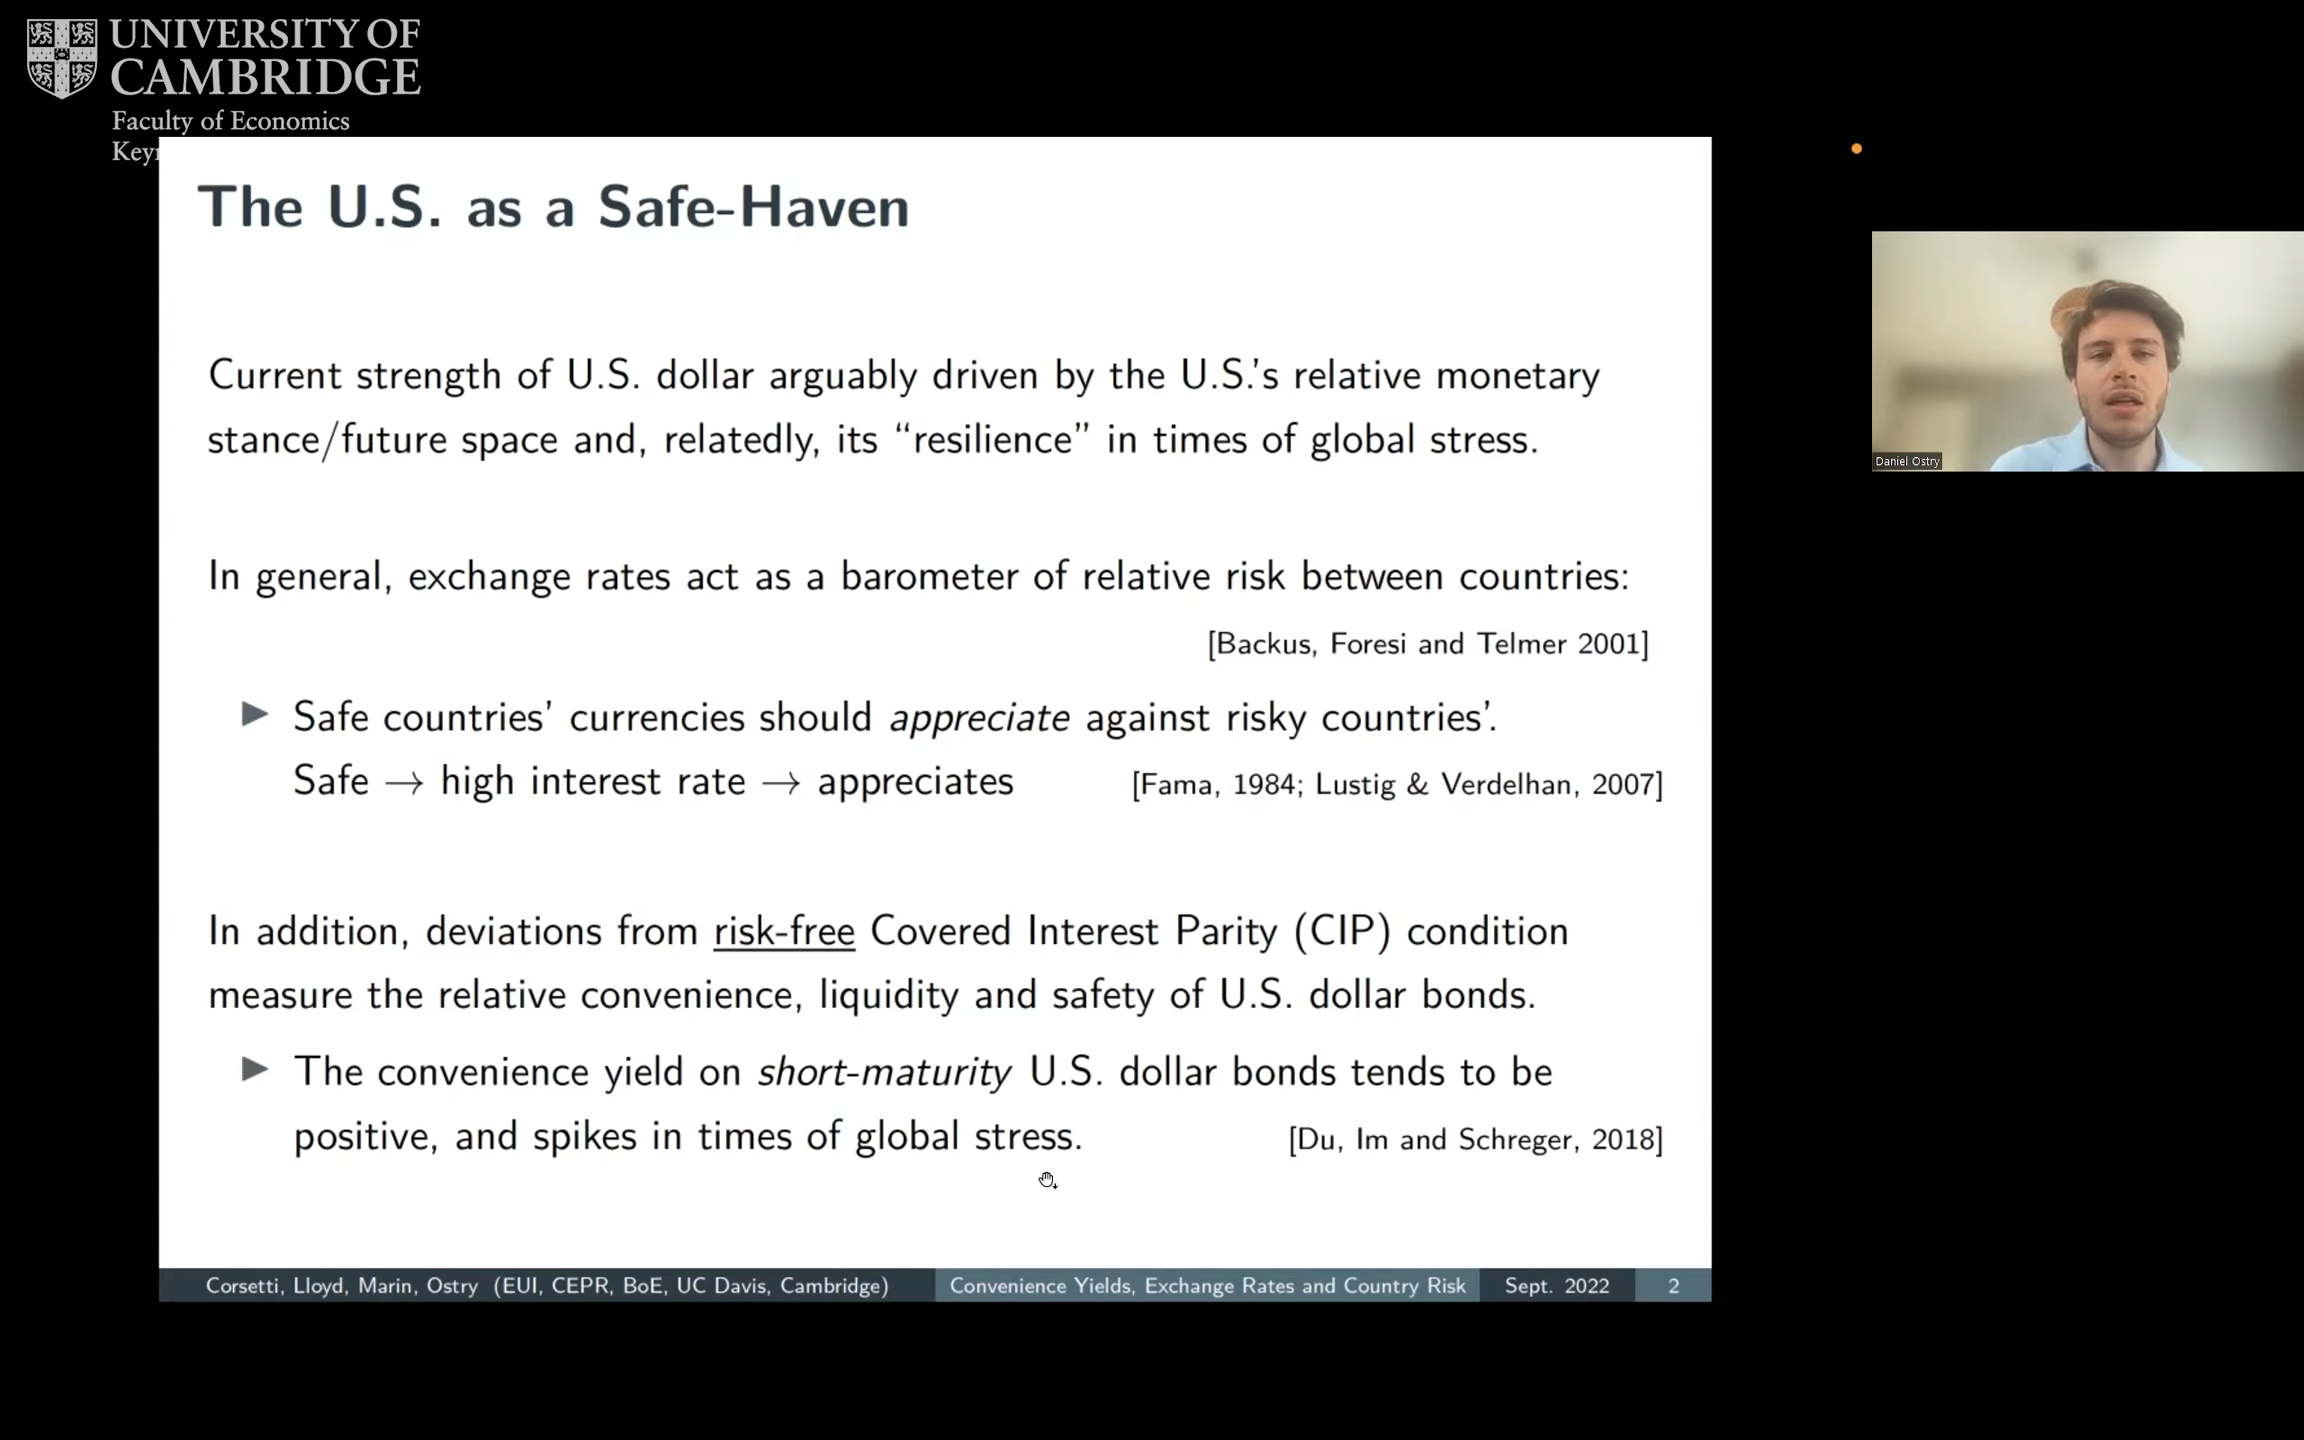 UNIVERSITY OF
CAMBRIDGE
Faculty of Economics
The U.S. as a Safe-Haven
Current strength of U.S. dollar arguably driven by the U.S.'s relative monetary
stance/future space and, relatedly, its “resilience” in times of global stress.
In general, exchange rates act as a barometer of relative risk between countries:
[Backus, Foresi and Telmer 2001]
▶ Safe countries’ currencies should appreciate against risky countries’.
Safe → high interest rate → appreciates [Fama, 1984; Lustig & Verdelhan, 2007]
In addition, deviations from risk-free Covered Interest Parity (CIP) condition
measure the relative convenience, liquidity and safety of U.S. dollar bonds.
▶ The convenience yield on short-maturity U.S. dollar bonds tends to be
positive, and spikes in times of global stress. [Du, Im and Schreger, 2018]
Corsetti, Lloyd, Marin, Ostry (EUI, CEPR, BoE, UC Davis, Cambridge) Convenience Yields, Exchange Rates and Country Risk Sept. 2022 2
Daniel Ostry